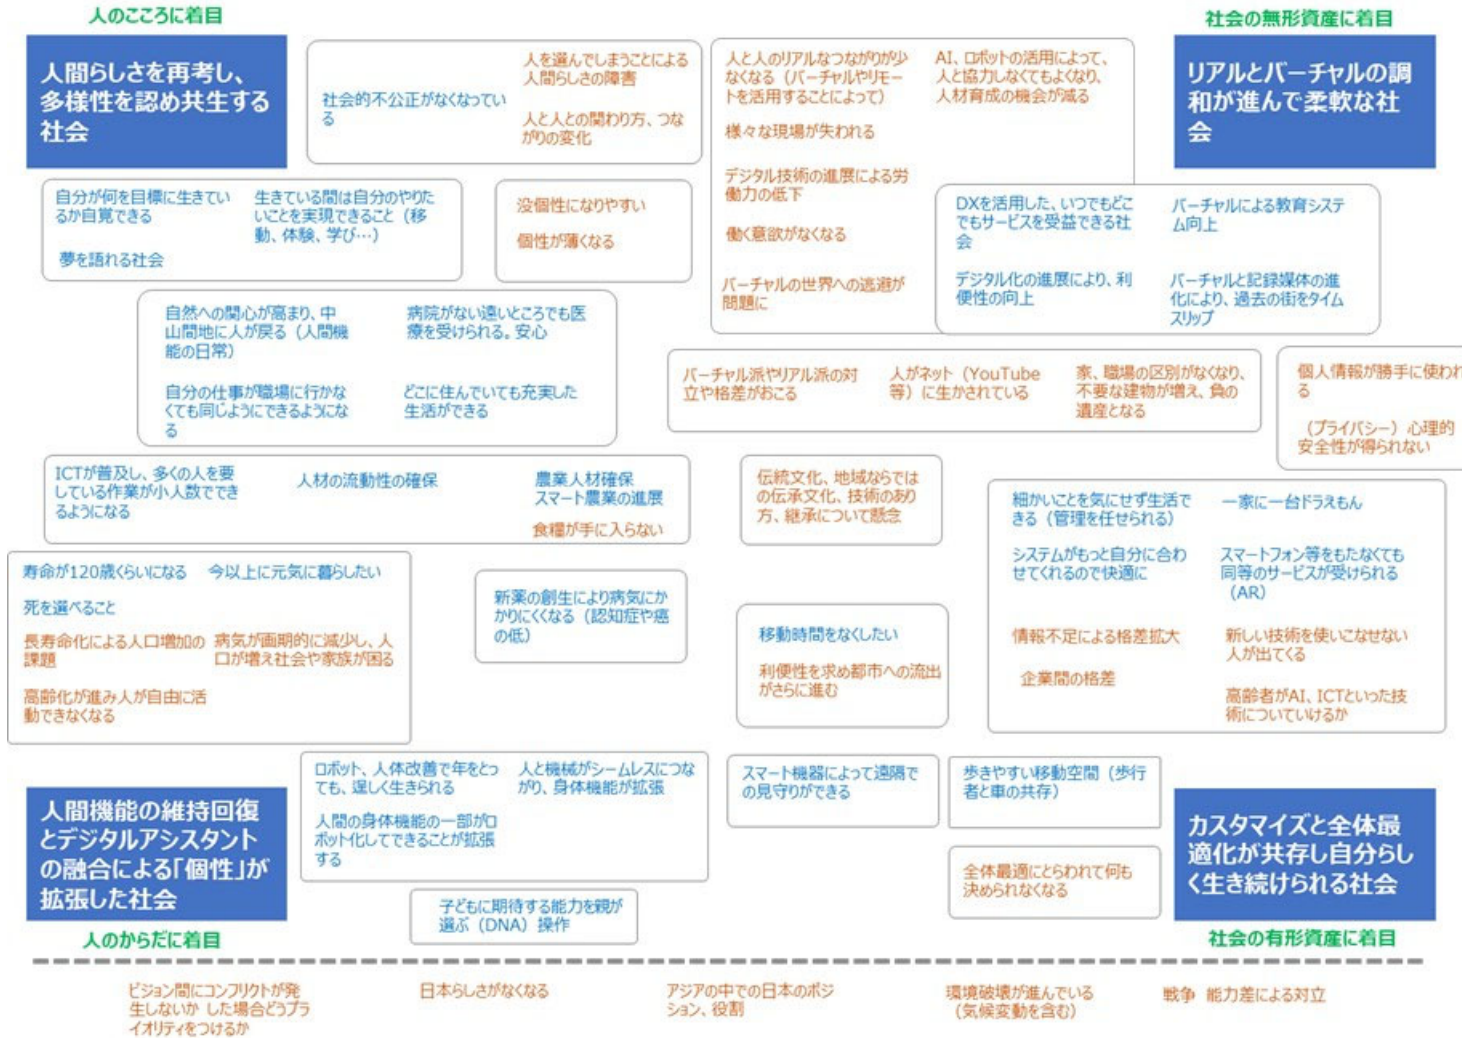 人のこころに着目
人間らしさを再考し、
多様性を認め共生する
社会
社会的不公正がなくなってい
る
人を選んでしまうことによる
人間らしさの障害
人と人との関わり方、つな
がりの変化
人と人のリアルなつながりが少
なくなる（バーチャルやリモー
トを活用することによって）
様々な現場が失われる
デジタル技術の進展による労
働力の低下
働く意欲がなくなる
バーチャルの世界への逃避が
問題に
AI、ロボットの活用によって、
人と協力しなくてもよくなり、
人材育成の機会が減る
社会の無形資産に着目
リアルとバーチャルの調
和が進んで柔軟な社
会
自分が何を目標に生きてい
るか自覚できる
夢を語れる社会
生きている間は自分のやりた
いことを実現できること（移
動、体験、学び…）
没個性になりやすい
個性が薄くなる
DXを活用した、いつでもどこ
でもサービスを受益できる社
会
デジタル化の進展により、利
便性の向上
バーチャルによる教育システ
ム向上
バーチャルと記録媒体の進
化により、過去の街をタイム
スリップ
自然への関心が高まり、中
山間地に人が戻る（人間機
能の日常）
自分の仕事が職場に行かな
くても同じようにできるようにな
る
病院がない遠いところでも医
療を受けられる。安心
どこに住んでいても充実した
生活ができる
バーチャル派やリアル派の対
立や格差がおこる
人がネット（YouTube
等）に生かされている
家、職場の区別がなくなり、
不要な建物が増え、負の
遺産となる
個人情報が勝手に使われ
る
（プライバシー）心理的
安全性が得られない
ICTが普及し、多くの人を要
している作業が小人数ででき
るようになる
人材の流動性の確保
農業人材確保
スマート農業の進展
食糧が手に入らない
伝統文化、地域ならでは
の伝承文化、技術のあり
方、継承について懸念
細かいことを気にせず生活で
きる（管理を任せられる）
システムがもっと自分に合わ
せてくれるので快適に
一家に一台ドラえもん
スマートフォン等をもたなくても
同等のサービスが受けられる
（AR）
情報不足による格差拡大
企業間の格差
新しい技術を使いこなせない
人が出てくる
高齢者がAI、ICTといった技
術についていけるか
寿命が120歳くらいになる
今以上に元気に暮らしたい
死を選べること
長寿命化による人口増加の
課題
病気が画期的に減少し、人
口が増え社会や家族が困る
高齢化が進み人が自由に活
動できなくなる
新薬の創生により病気にか
かりにくくなる（認知症や癌
の低）
移動時間をなくしたい
利便性を求め都市への流出
がさらに進む
ロボット、人体改善で年をとっ
ても、逞しく生きられる
人間の身体機能の一部がロ
ボット化してできることが拡張
する
人と機械がシームレスにつな
がり、身体機能が拡張
スマート機器によって遠隔で
の見守りができる
歩きやすい移動空間（歩行
者と車の共存）
全体最適にとらわれて何も
決められなくなる
子どもに期待する能力を親が
選ぶ（DNA）操作
人間機能の維持回復
とデジタルアシスタント
の融合による「個性」が
拡張した社会
人のからだに着目
カスタマイズと全体最
適化が共存し自分らし
く生き続けられる社会
社会の有形資産に着目
ビジョン間にコンフリクトが発
生しないか した場合どうプラ
イオリティをつけるか
日本らしさがなくなる
アジアの中での日本のポジ
ション、役割
環境破壊が進んでいる
（気候変動を含む）
戦争 能力差による対立